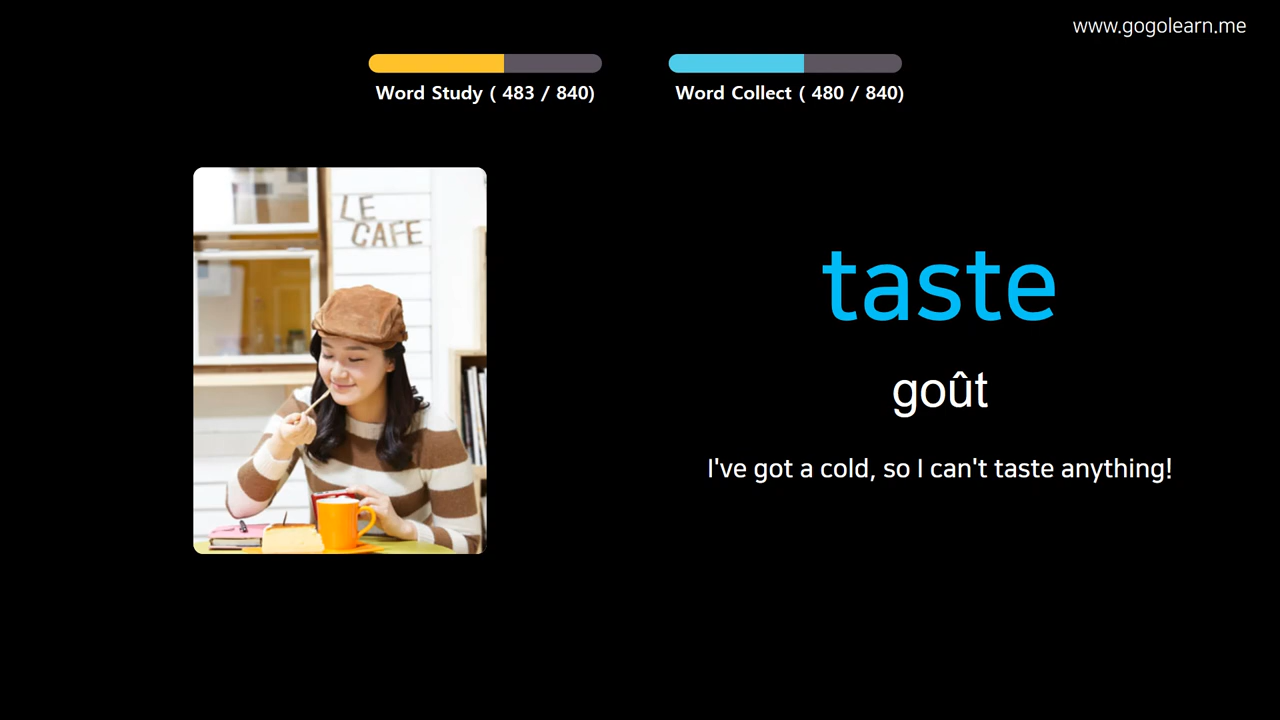 www.gogolearn.me
Word Study ( 483 / 840)
Word Collect ( 480 / 840)
LE
CAFE
taste
goût
I've got a cold, so I can't taste anything!